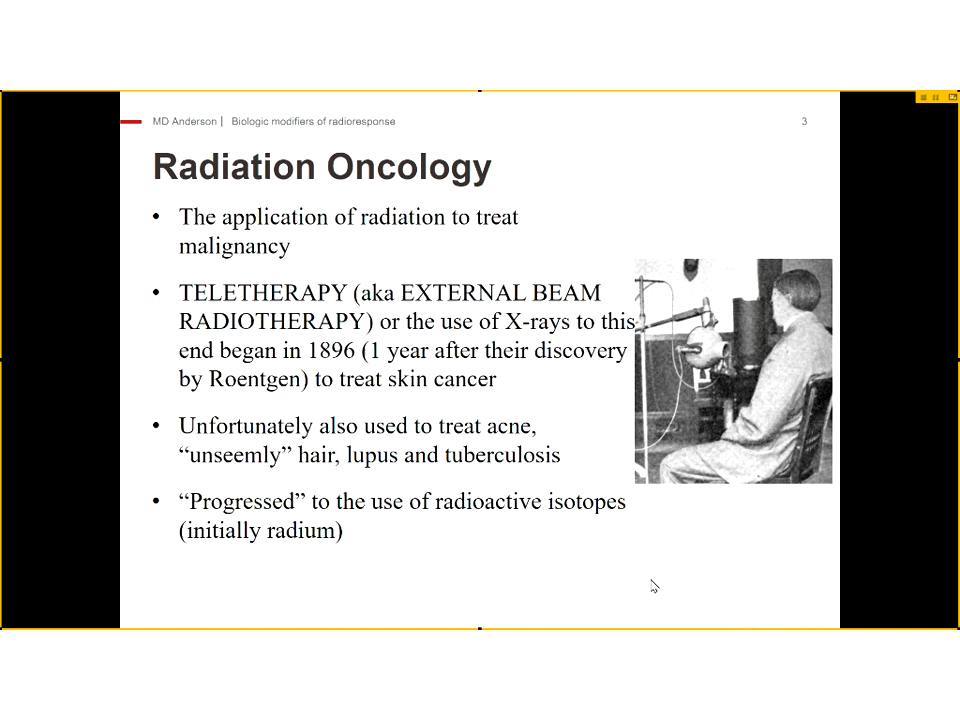 MD Anderson | Biologic modifiers of radioresponse 3
Radiation Oncology
• The application of radiation to treat
malignancy
• TELETHERAPY (aka EXTERNAL BEAM
RADIOTHERAPY) or the use of X-rays to this
end began in 1896 (1 year after their discovery
by Roentgen) to treat skin cancer
• Unfortunately also used to treat acne,
“unseemly” hair, lupus and tuberculosis
• “Progressed” to the use of radioactive isotopes
(initially radium)